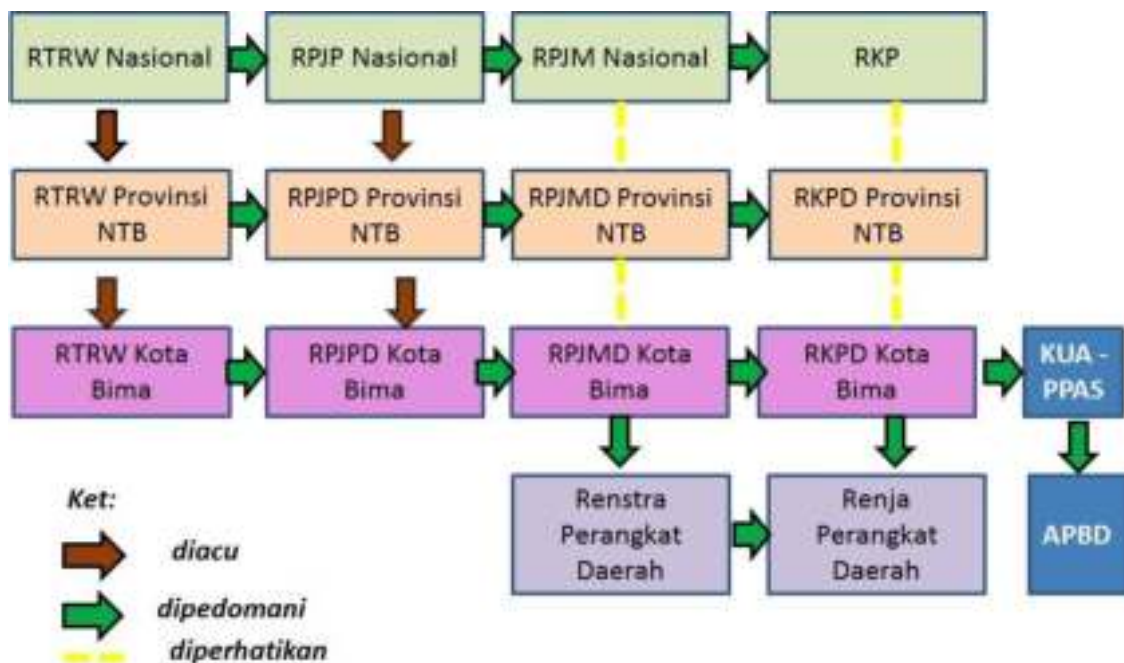 RTRW Nasional
RPJP Nasional
RPJM Nasional
RKP
RTRW Provinsi
NTB
RPJPD Provinsi
NTB
RPJMD Provinsi
NTB
RKPD Provinsi
NTB
RTRW Kota
Bima
RPJPD Kota
Bima
RPJMD Kota
Bima
RKPD Kota
Bima
KUA -
PPAS
Renstra
Perangkat
Daerah
Renja
Perangkat
Daerah
APBD
Ket:
diacu
dipedomani
diperhatikan